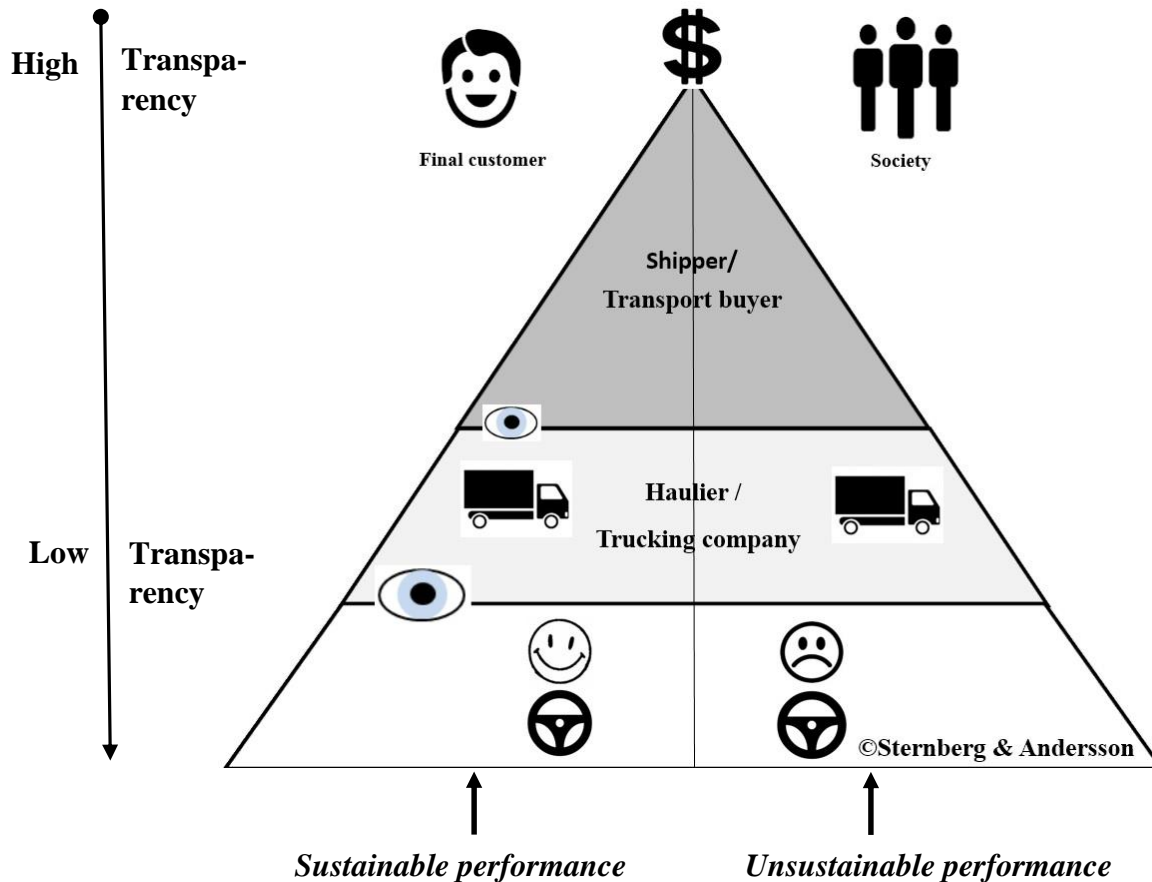 High
Transpa-
rency
$
Final customer
Society
Shipper/
Transport buyer
Haulier /
Trucking company
Low
Transpa-
rency
©Sternberg & Andersson
Sustainable performance
Unsustainable performance